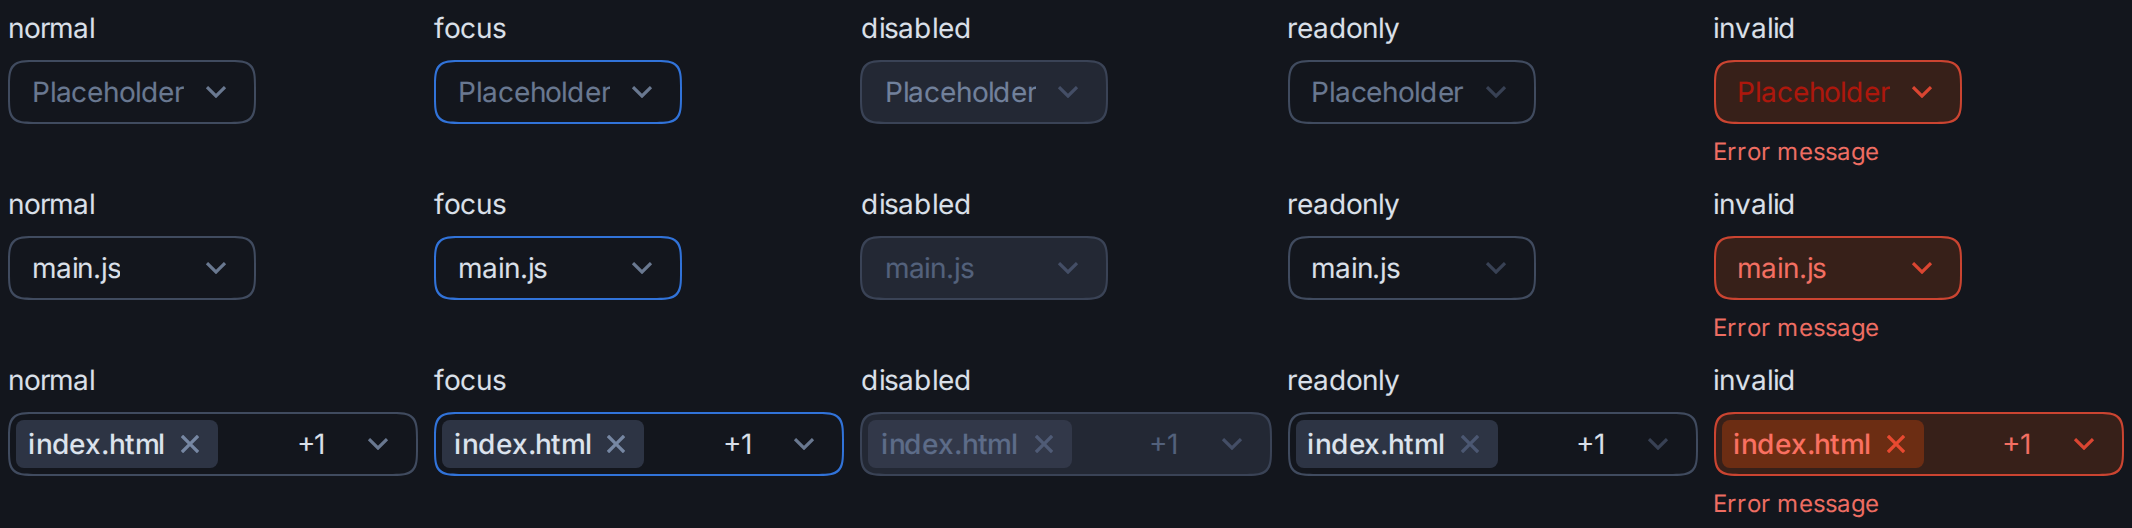 normal focus disabled readonly invalid
Placeholder Placeholder Placeholder Placeholder Placeholder
Error message
normal focus disabled readonly invalid
main.js main.js main.js main.js main.js
Error message
normal focus disabled readonly invalid
index.html +1 index.html +1 index.html +1 index.html +1 index.html +1
Error message